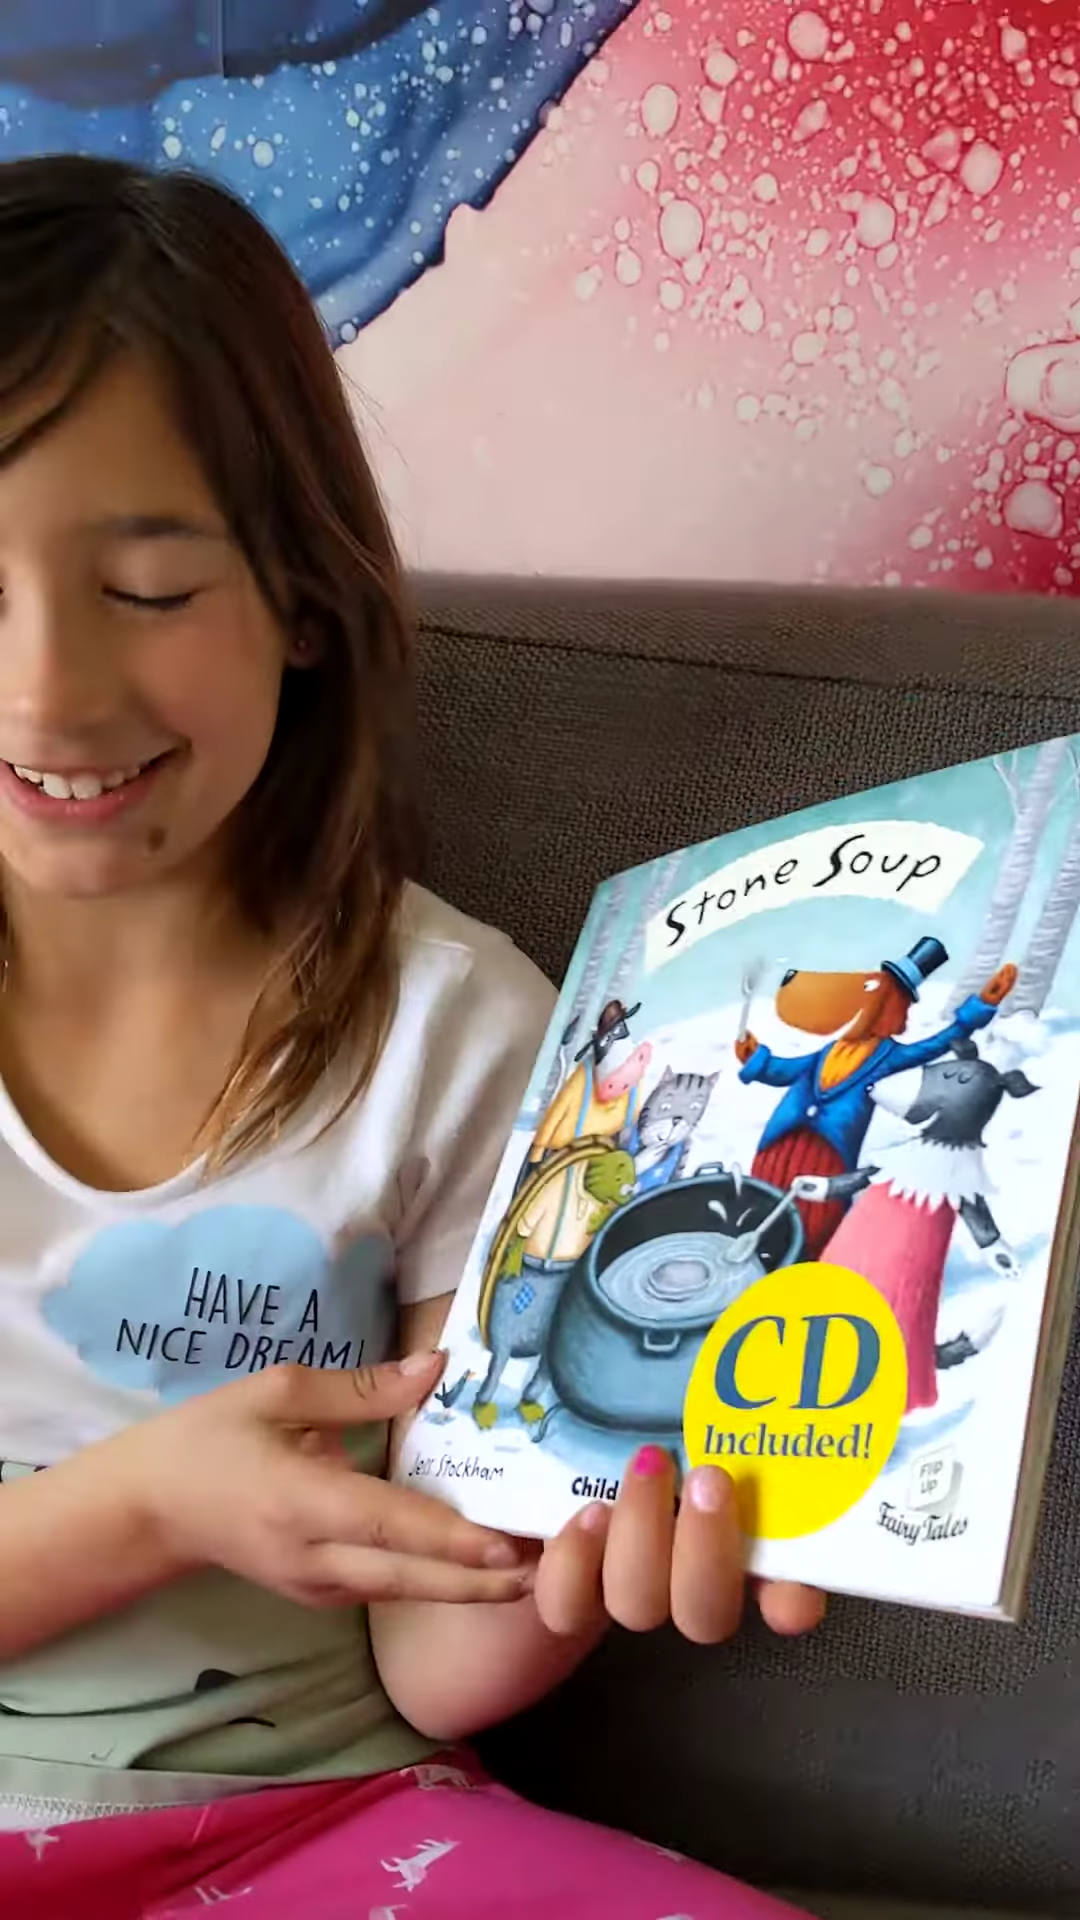 Stone Soup
HAVE A
NICE DREAM!
CD
Included!
Jess Stockham
Child
FLIP
UP
Fairy Tales